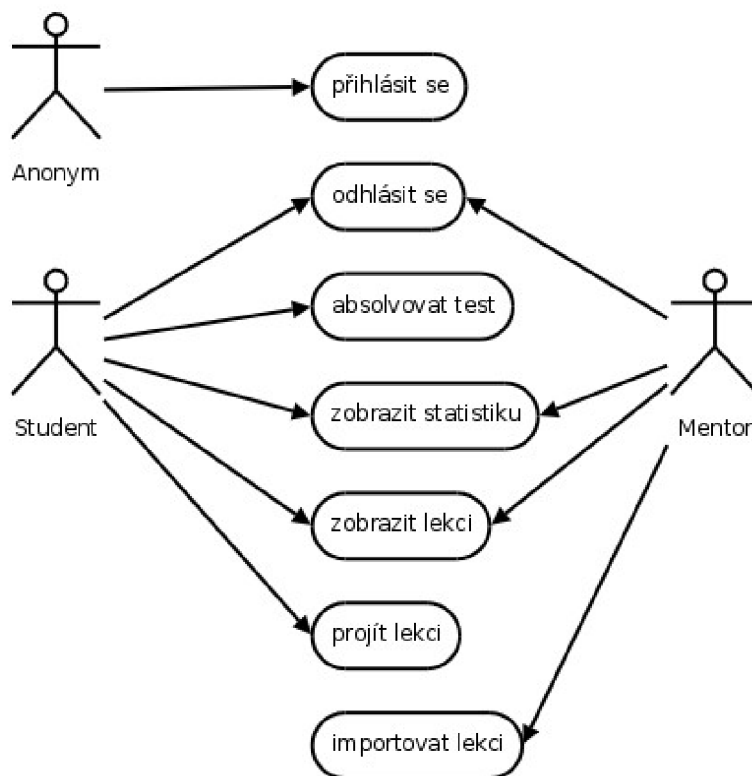 přihlásit se
Anonym
odhlásit se
absolvovat test
zobrazit statistiku
Student
Mentor
zobrazit lekci
projít lekci
importovat lekci